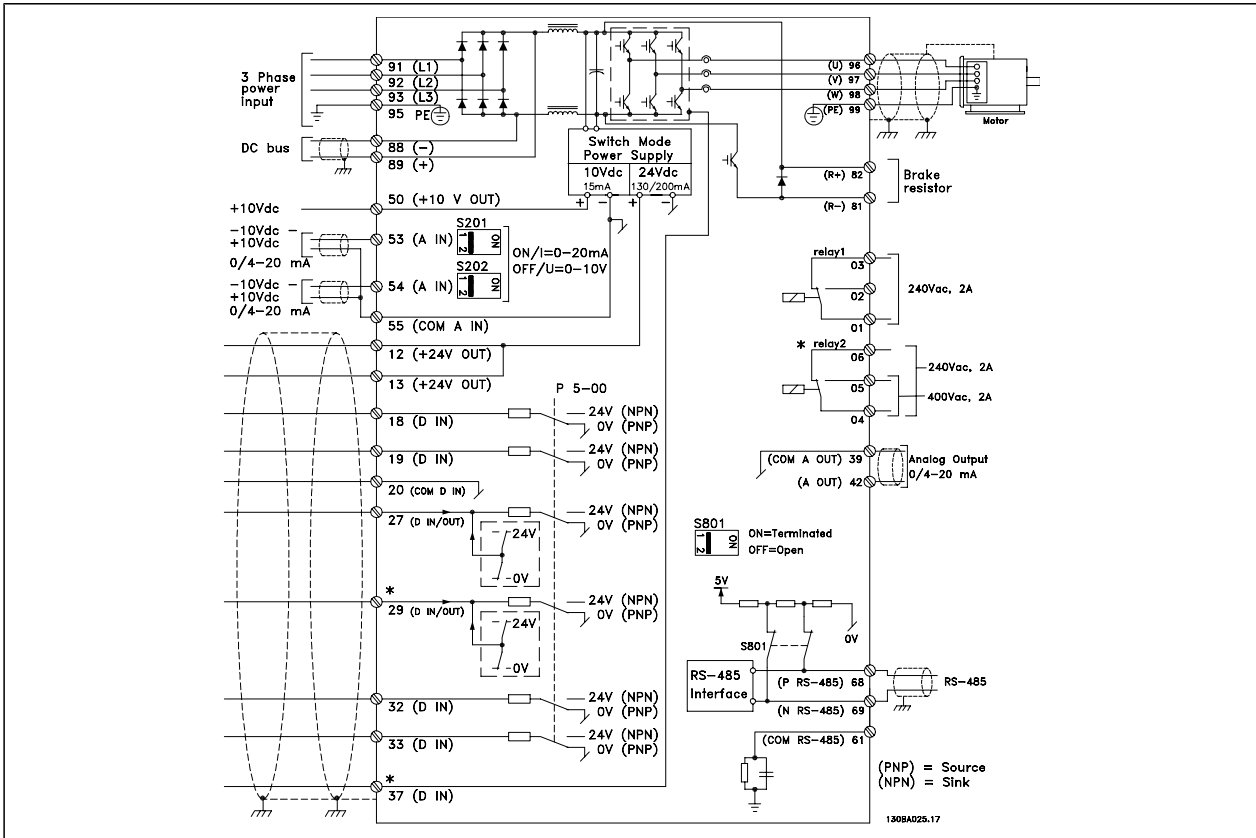 3 Phase
power
input
91 (L1)
92 (L2)
93 (L3)
95 PE
DC bus
88 (-)
89 (+)
+10Vdc
50 (+10 V OUT)
-10Vdc -
+10Vdc
0/4-20 mA
53 (A IN)
S201
1 2
ON
-10Vdc -
+10Vdc
0/4-20 mA
54 (A IN)
S202
1 2
ON
ON/I=0-20mA
OFF/U=0-10V
55 (COM A IN)
12 (+24V OUT)
13 (+24V OUT)
Switch Mode
Power Supply
10Vdc 24Vdc
15mA 130/200mA
+ - + -
P 5-00
18 (D IN)
24V (NPN)
0V (PNP)
19 (D IN)
24V (NPN)
0V (PNP)
20 (COM D IN)
27 (D IN/OUT)
24V (NPN)
0V (PNP)
24V
0V
*
29 (D IN/OUT)
24V (NPN)
0V (PNP)
24V
0V
32 (D IN)
24V (NPN)
0V (PNP)
33 (D IN)
24V (NPN)
0V (PNP)
*
37 (D IN)
(U) 96
(V) 97
(W) 98
(PE) 99
Motor
(R+) 82
(R-) 81
Brake
resistor
relay1
03
02
01
240Vac, 2A
* relay2
06
05
04
240Vac, 2A
400Vac, 2A
(COM A OUT) 39
(A OUT) 42
Analog Output
0/4-20 mA
S801
1 2
ON
ON=Terminated
OFF=Open
5V
0V
S801
RS-485
Interface
(P RS-485) 68
(N RS-485) 69
RS-485
(COM RS-485) 61
(PNP) = Source
(NPN) = Sink
130BA025.17